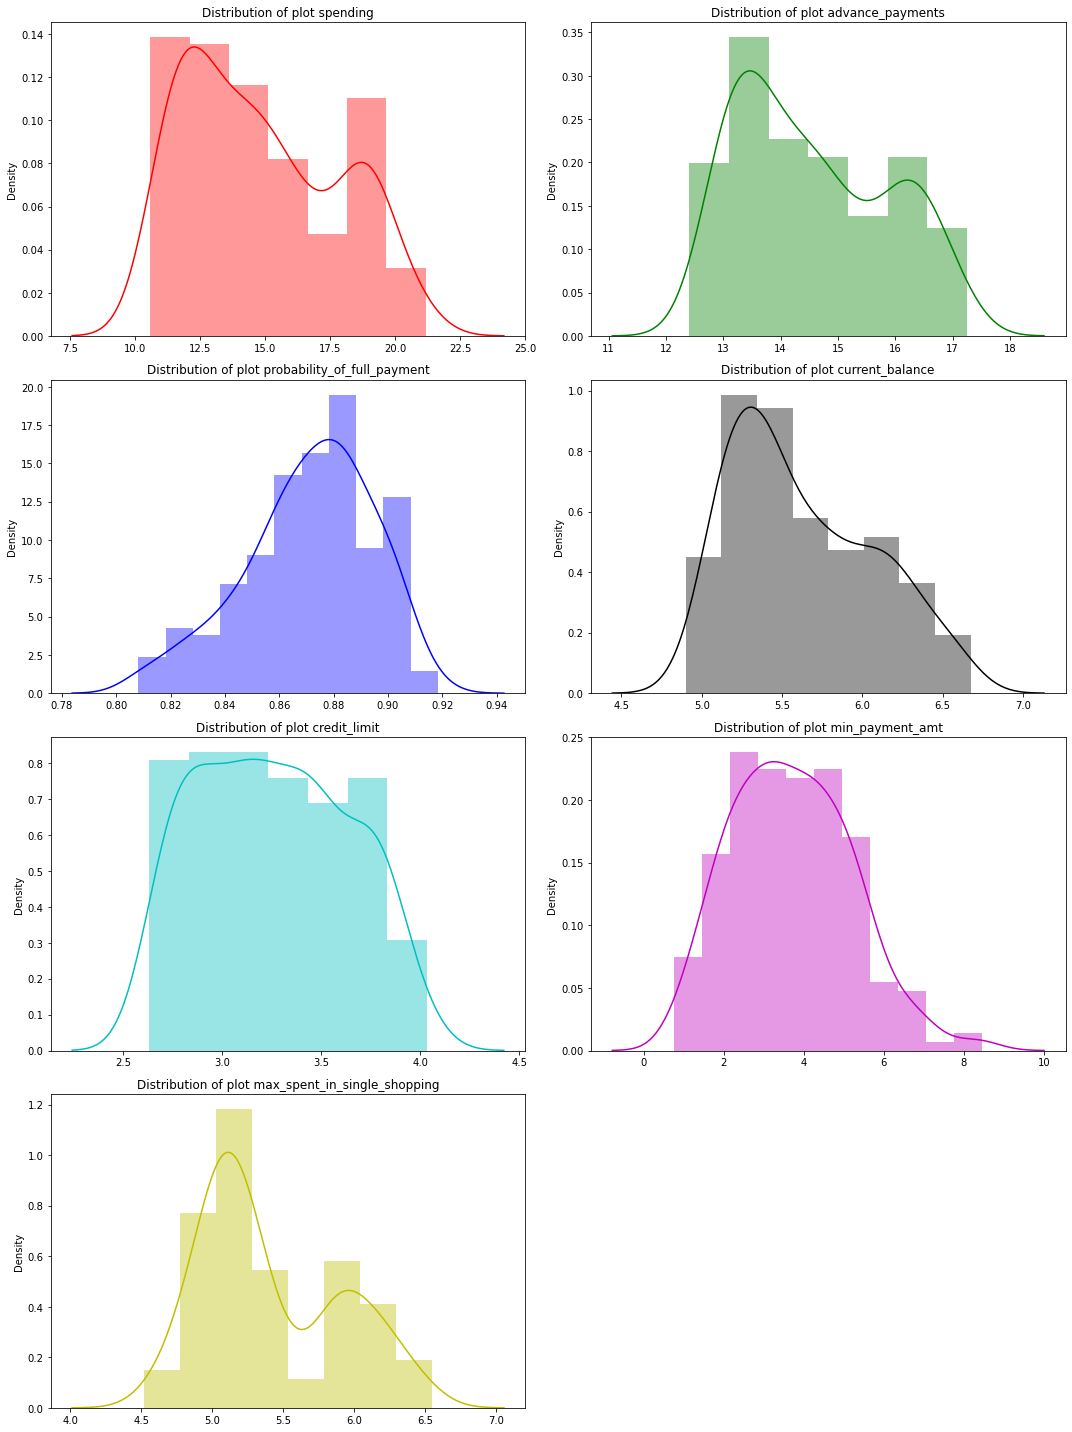 Distribution of plot spending
Density
0.14
0.12
0.10
0.08
0.06
0.04
0.02
0.00
7.5 10.0 12.5 15.0 17.5 20.0 22.5 25.0
Distribution of plot advance_payments
Density
0.35
0.30
0.25
0.20
0.15
0.10
0.05
0.00
11 12 13 14 15 16 17 18
Distribution of plot probability_of_full_payment
Density
20.0
17.5
15.0
12.5
10.0
7.5
5.0
2.5
0.0
0.78 0.80 0.82 0.84 0.86 0.88 0.90 0.92 0.94
Distribution of plot current_balance
Density
1.0
0.8
0.6
0.4
0.2
0.0
4.5 5.0 5.5 6.0 6.5 7.0
Distribution of plot credit_limit
Density
0.8
0.7
0.6
0.5
0.4
0.3
0.2
0.1
0.0
2.5 3.0 3.5 4.0 4.5
Distribution of plot min_payment_amt
Density
0.25
0.20
0.15
0.10
0.05
0.00
0 2 4 6 8 10
Distribution of plot max_spent_in_single_shopping
Density
1.2
1.0
0.8
0.6
0.4
0.2
0.0
4.0 4.5 5.0 5.5 6.0 6.5 7.0